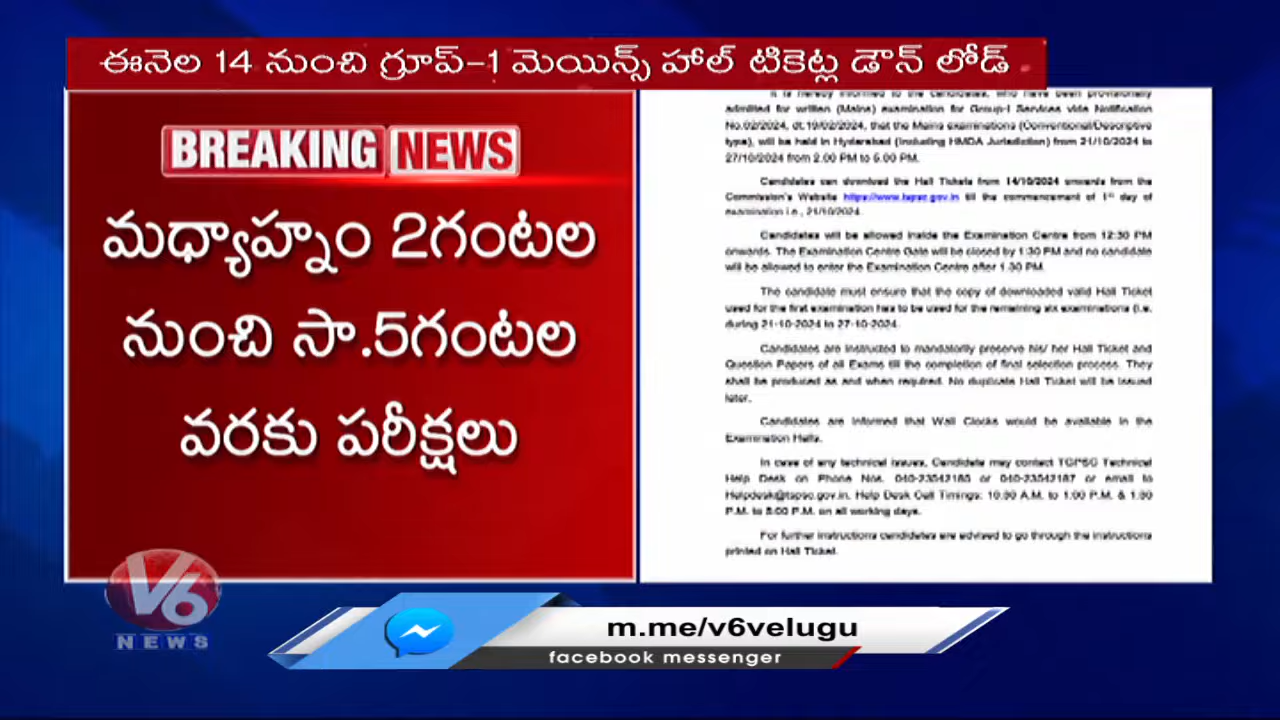 ఈనెల 14 నుంచి గ్రూప్-1 మెయిన్స్ హాల్ టికెట్ల డౌన్ లోడ్
BREAKING NEWS
మధ్యాహ్నం 2గంటల
నుంచి సా.5గంటల
వరకు పరీక్షలు
It is hereby informed to the candidates, who have been provisionally
admitted for written (Mains) examination for Group-I Services vide Notification
No.02/2024, dt.19/02/2024, that the Mains examinations (Conventional/Descriptive
type), will be held in Hyderabad (including HMDA Jurisdiction) from 21/10/2024 to
27/10/2024 from 2.00 PM to 5.00 PM.
Candidates can download the Hall Tickets from 14/10/2024 onwards from the
Commission's Website https://www.tspsc.gov.in till the commencement of 1st day of
examination i.e., 21/10/2024.
Candidates will be allowed inside the Examination Centre from 12:30 PM
onwards. The Examination Centre Gate will be closed by 1:30 PM and no candidate
will be allowed to enter the Examination Centre after 1.30 PM.
The candidate must ensure that the copy of downloaded valid Hall Ticket
used for the first examination has to be used for the remaining six examinations (i.e.
during 21-10-2024 to 27-10-2024.
Candidates are instructed to mandatorily preserve his/ her Hall Ticket and
Question Papers of all Exams till the completion of final selection process. They
shall be produced as and when required. No duplicate Hall Ticket will be issued
later.
Candidates are informed that Wall Clocks would be available in the
Examination Halls.
In case of any technical issues, Candidate may contact TGPSC Technical
Help Desk on Phone Nos. 040-23542185 or 040-23542187 or email to
Helpdesk@tspsc.gov.in. Help Desk Call Timings: 10.30 A.M. to 1.00 P.M. & 1.30
P.M. to 5.00 P.M. on all working days.
For further instructions candidates are advised to go through the instructions
printed on Hall Ticket.
V6
NEWS
m.me/v6velugu
facebook messenger